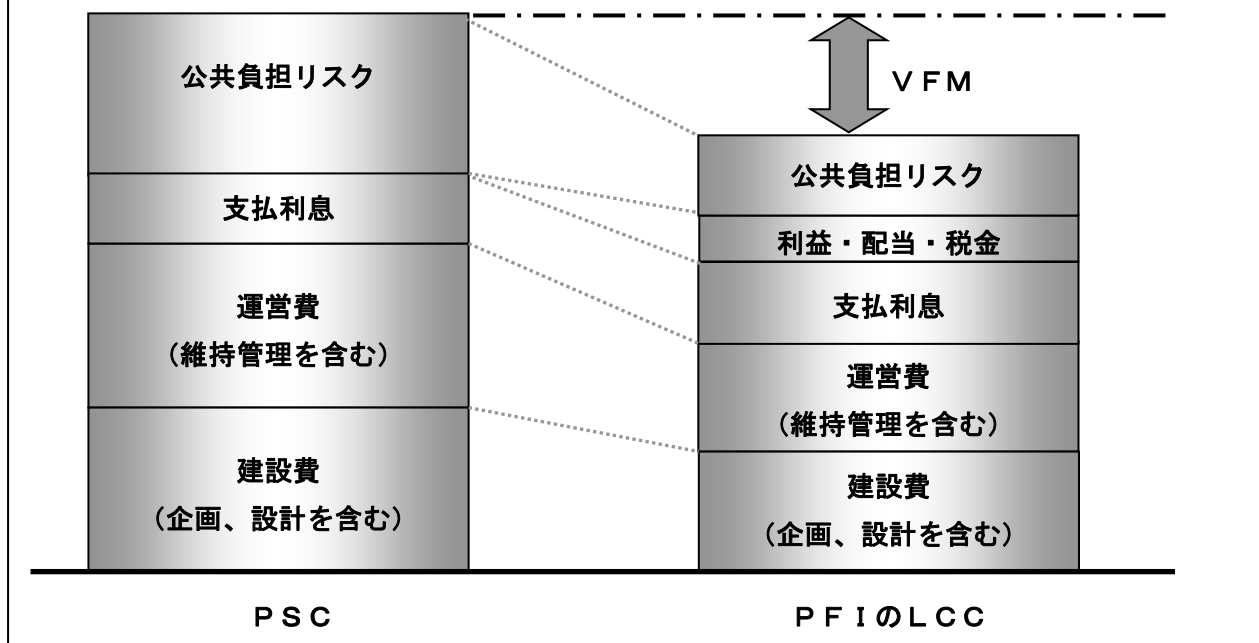 公共負担リスク
支払利息
運営費
（維持管理を含む）
建設費
（企画、設計を含む）
ＰＳＣ
ＶＦＭ
公共負担リスク
利益・配当・税金
支払利息
運営費
（維持管理を含む）
建設費
（企画、設計を含む）
ＰＦＩのＬＣＣ